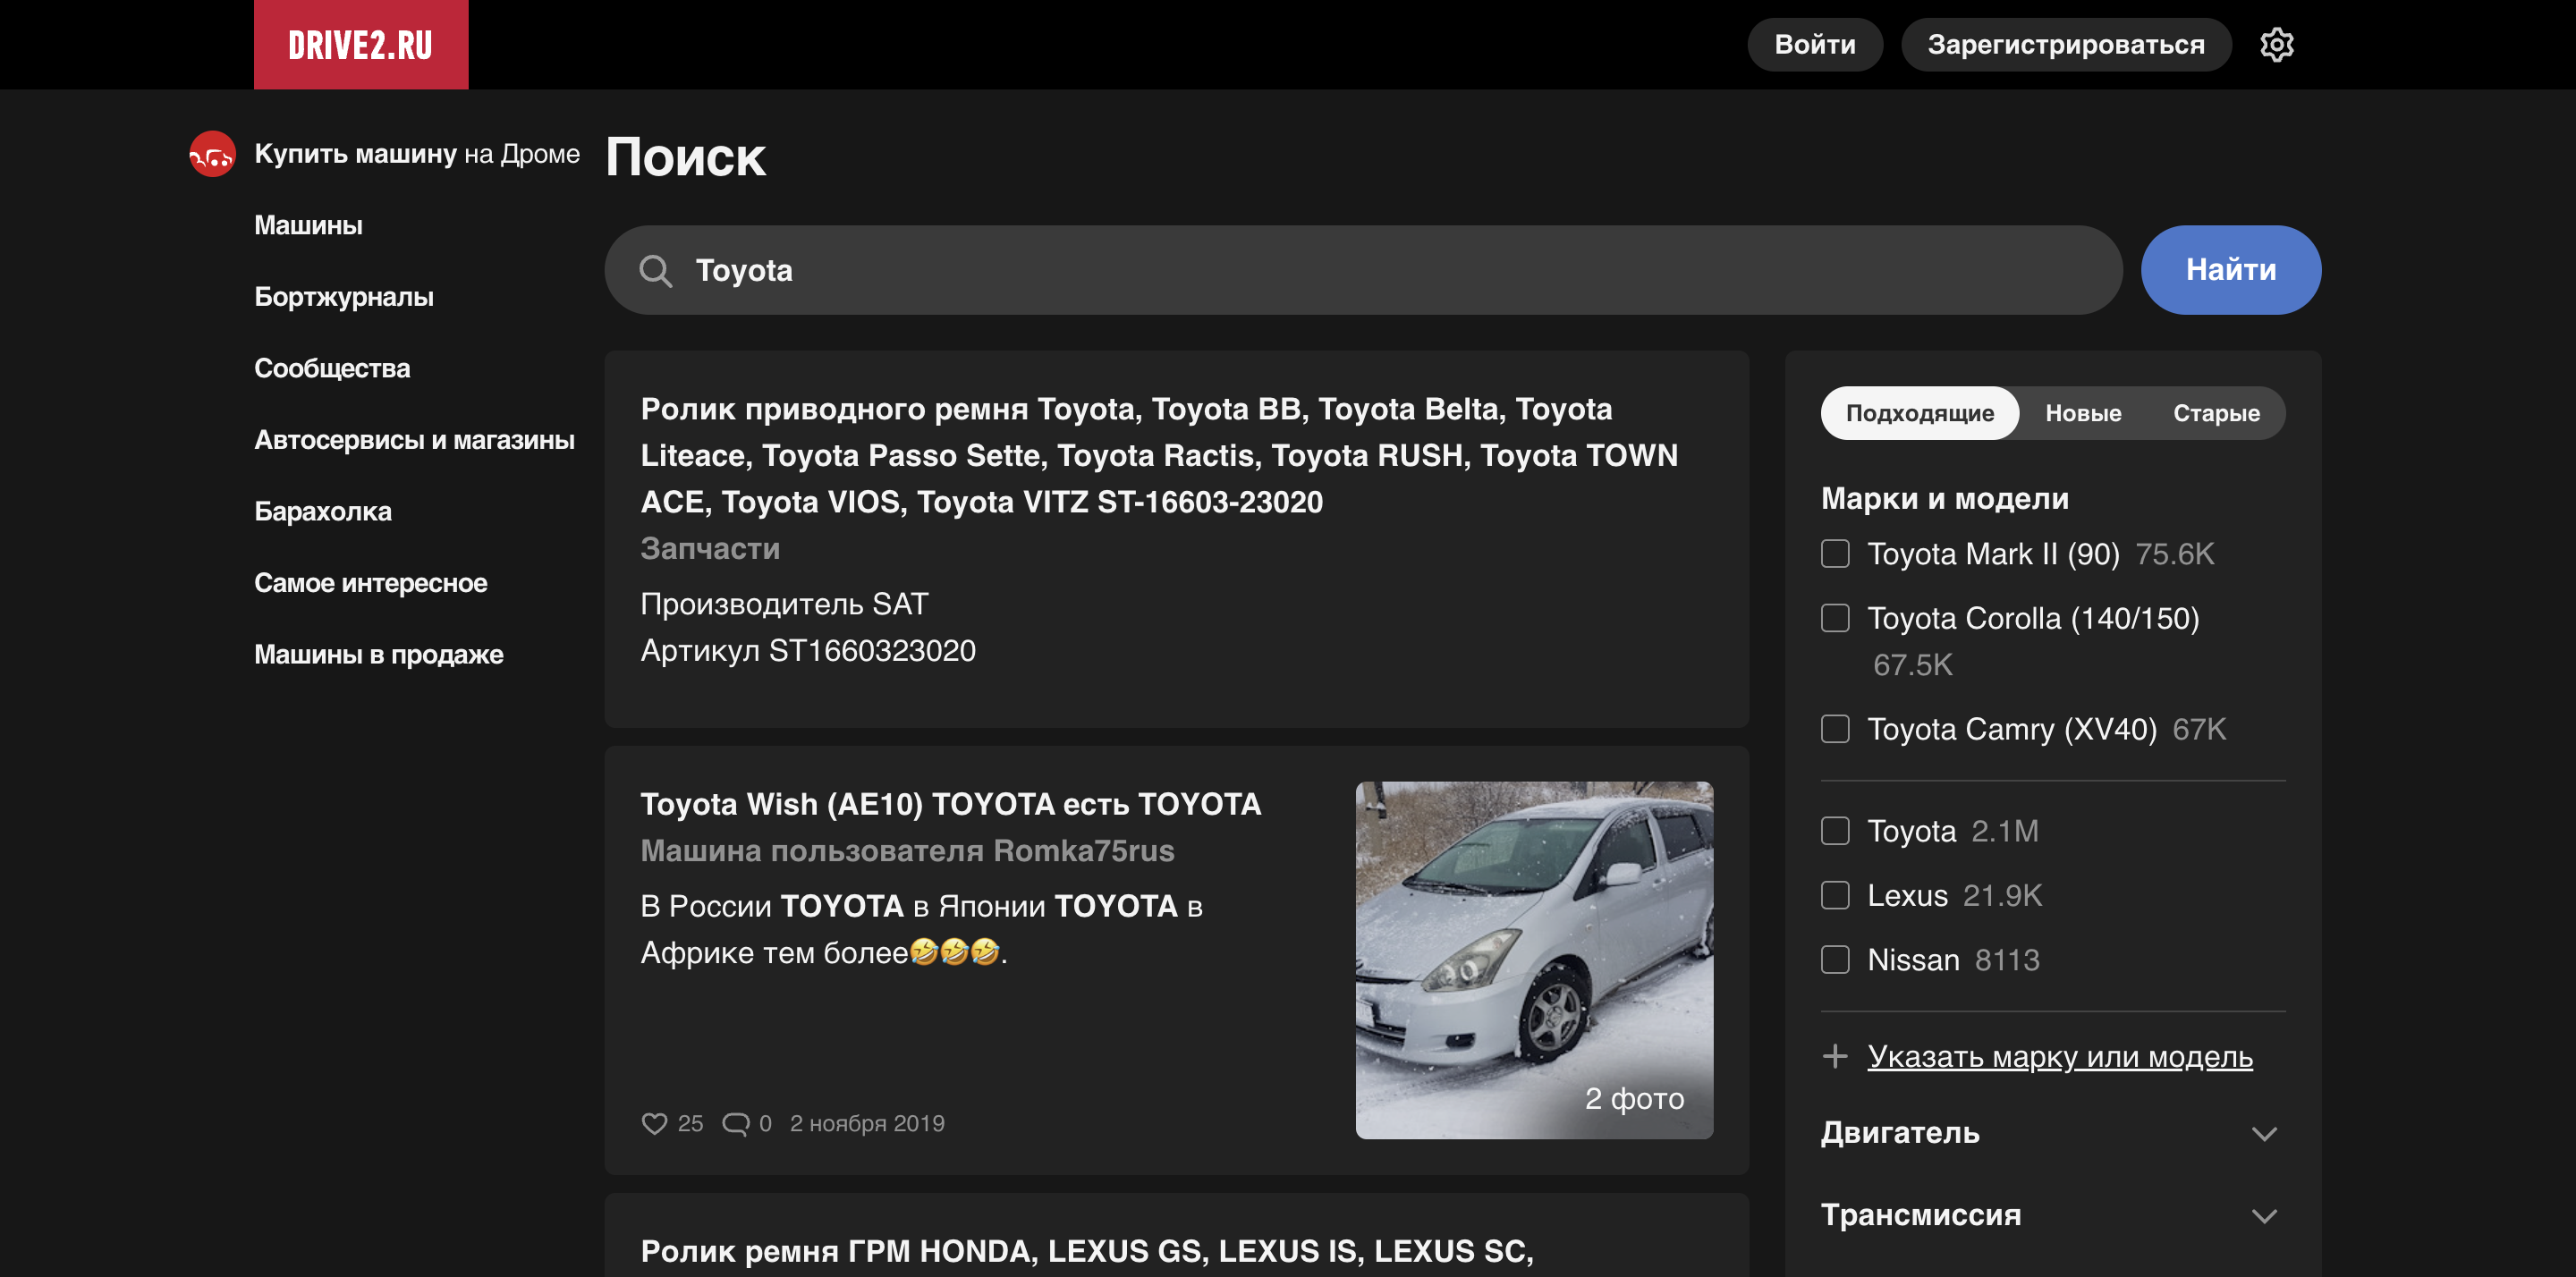 DRIVE2.RU
Войти
Зарегистрироваться
Купить машину на Дроме
Машины
Бортжурналы
Сообщества
Автосервисы и магазины
Барахолка
Самое интересное
Машины в продаже
Поиск
Toyota
Найти
Ролик приводного ремня Toyota, Toyota BB, Toyota Belta, Toyota
Liteace, Toyota Passo Sette, Toyota Ractis, Toyota RUSH, Toyota TOWN
ACE, Toyota VIOS, Toyota VITZ ST-16603-23020
Запчасти
Производитель SAT
Артикул ST1660323020
Toyota Wish (AE10) TOYOTA есть TOYOTA
Машина пользователя Romka75rus
В России TOYOTA в Японии TOYOTA в
Африке тем более🤣🤣🤣.
25 0 2 ноября 2019
2 фото
Ролик ремня ГРМ HONDA, LEXUS GS, LEXUS IS, LEXUS SC,
Подходящие Новые Старые
Марки и модели
Toyota Mark II (90) 75.6K
Toyota Corolla (140/150)
67.5K
Toyota Camry (XV40) 67K
Toyota 2.1M
Lexus 21.9K
Nissan 8113
Указать марку или модель
Двигатель
Трансмиссия